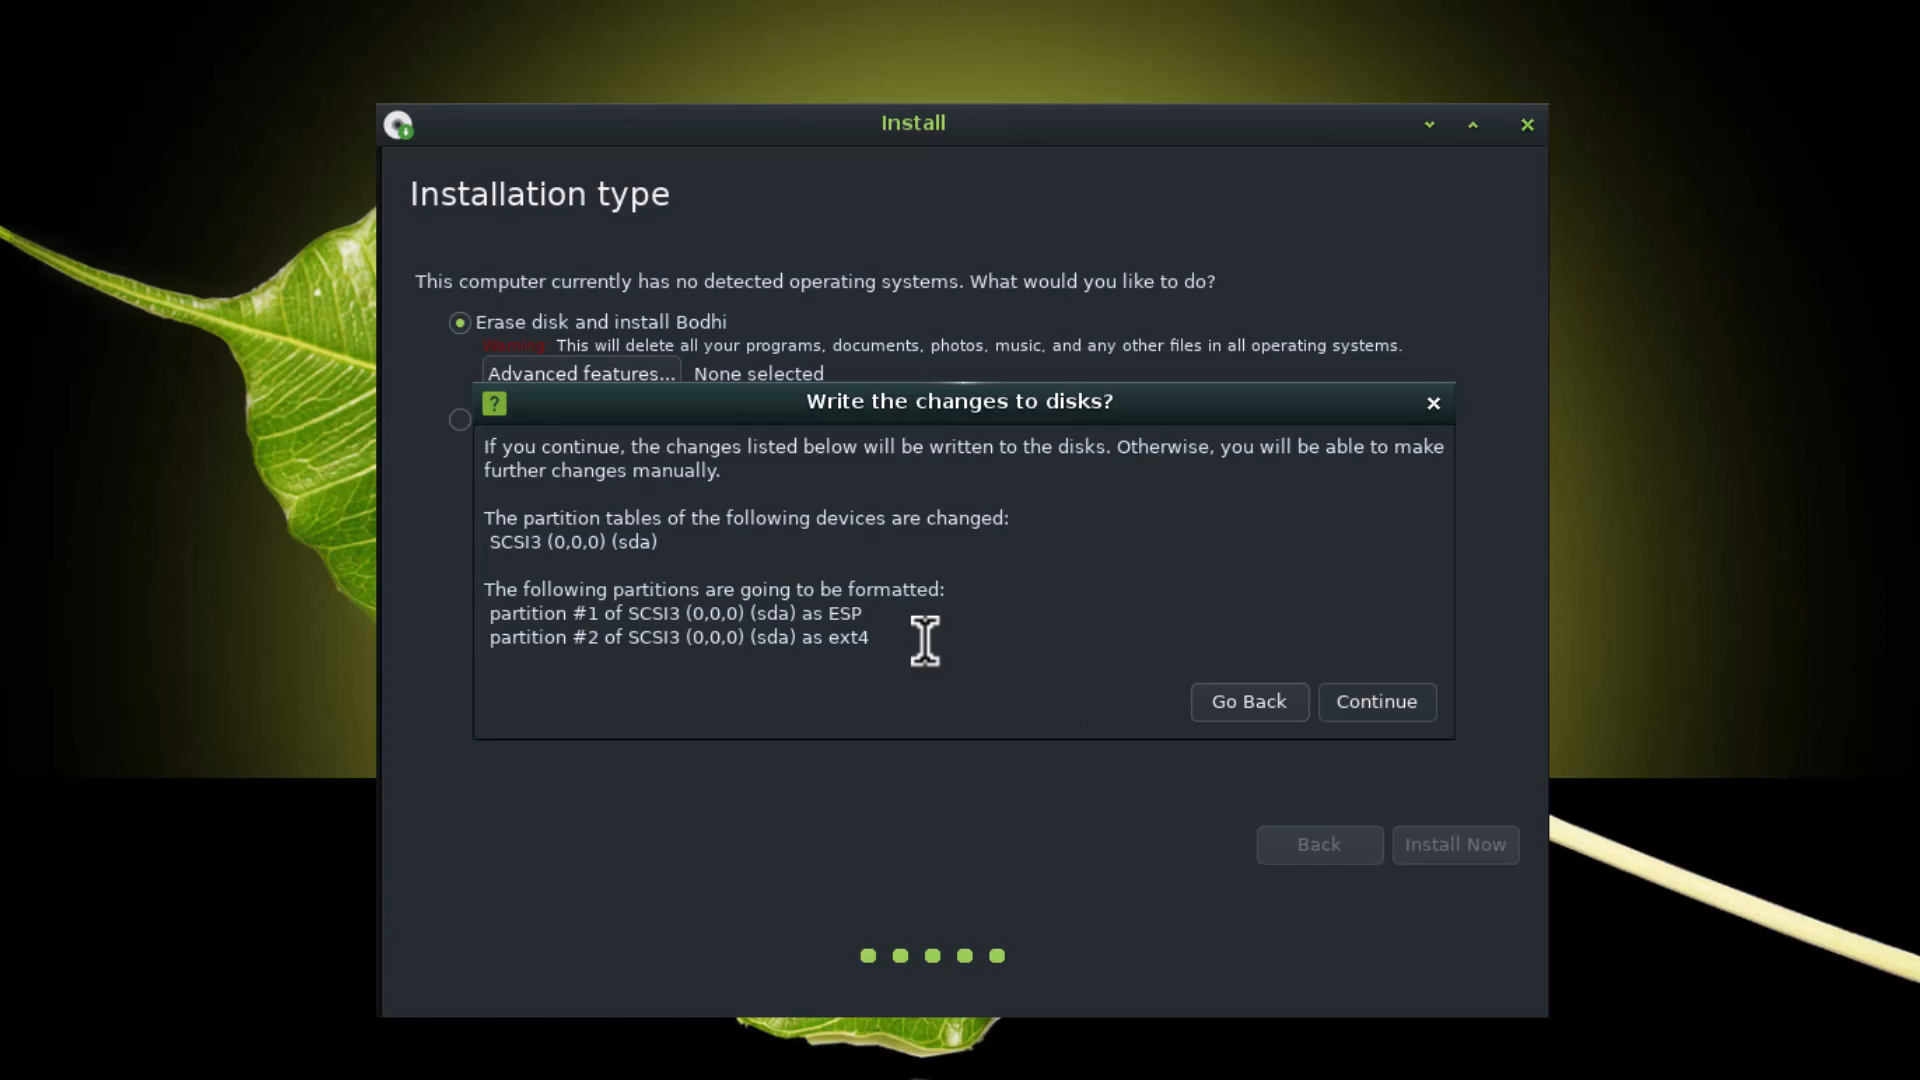 Install
Installation type
This computer currently has no detected operating systems. What would you like to do?
Erase disk and install Bodhi
Warning: This will delete all your programs, documents, photos, music, and any other files in all operating systems.
Advanced features... None selected
? Write the changes to disks?
If you continue, the changes listed below will be written to the disks. Otherwise, you will be able to make
further changes manually.
The partition tables of the following devices are changed:
SCSI3 (0,0,0) (sda)
The following partitions are going to be formatted:
partition #1 of SCSI3 (0,0,0) (sda) as ESP
partition #2 of SCSI3 (0,0,0) (sda) as ext4
Go Back Continue
Back Install Now